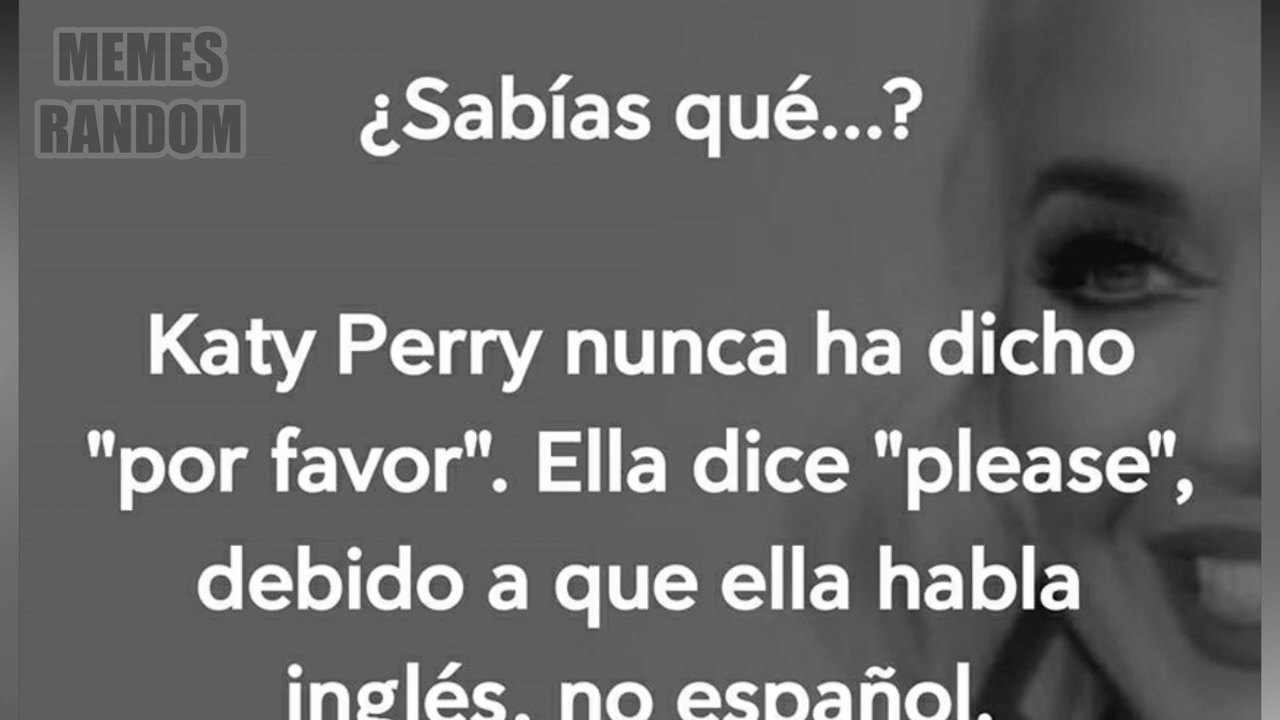 MEMES
RANDOM
¿Sabías qué...?
Katy Perry nunca ha dicho
"por favor". Ella dice "please",
debido a que ella habla
inglés, no español.